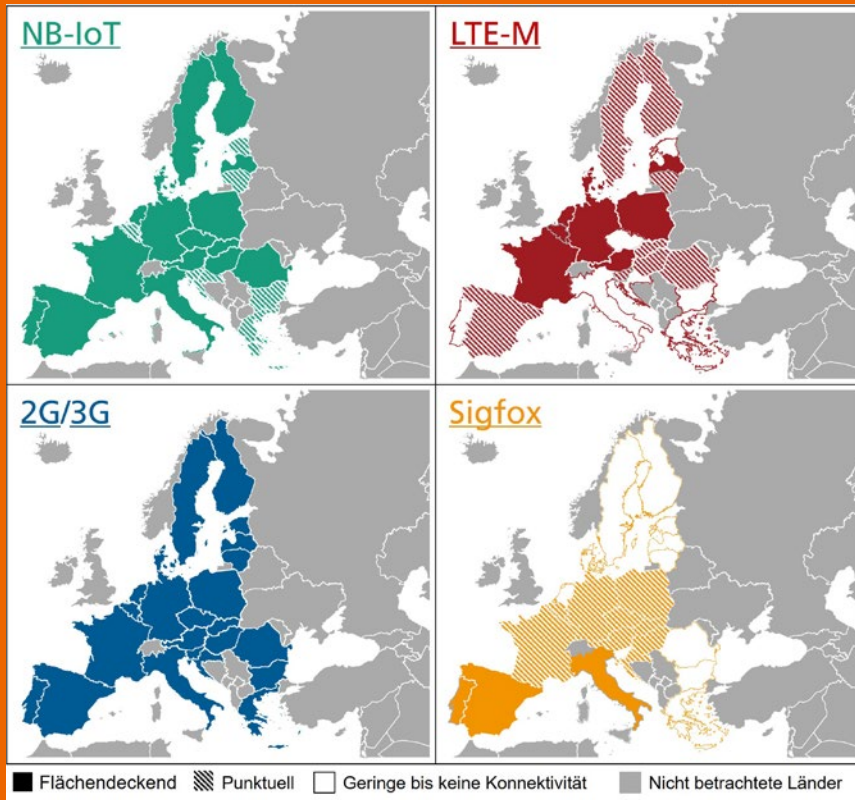 NB-IoT
LTE-M
2G/3G
Sigfox
Flächendeckend Punktuell Geringe bis keine Konnektivität Nicht betrachtete Länder